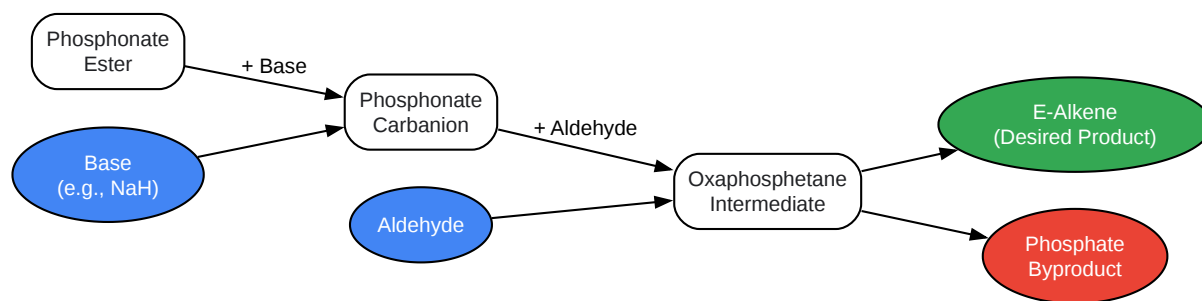 Phosphonate
Ester
+ Base
Base
(e.g., NaH)
Phosphonate
Carbanion
+ Aldehyde
Aldehyde
Oxaphosphetane
Intermediate
E-Alkene
(Desired Product)
Phosphate
Byproduct